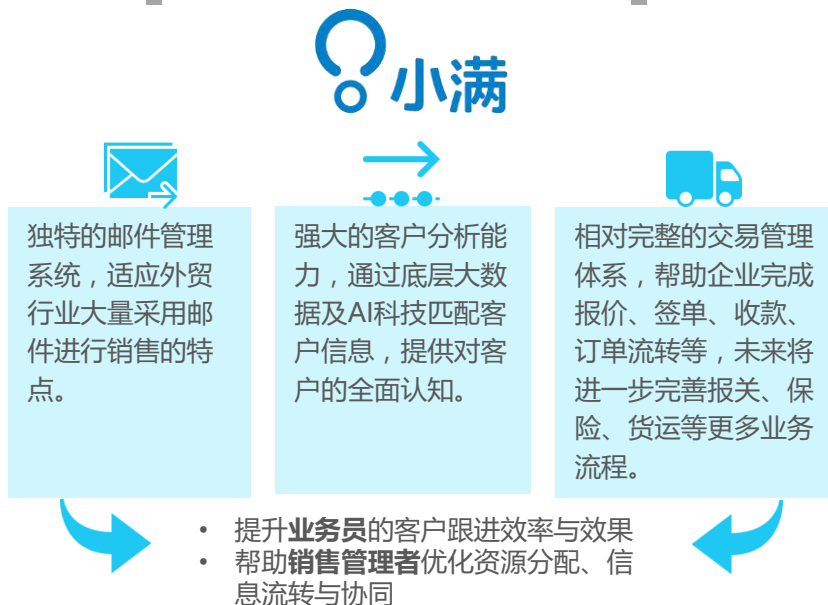 小满
独特的邮件管理
系统，适应外贸
行业大量采用邮
件进行销售的特
点。
强大的客户分析能
力，通过底层大数
据及AI科技匹配客
户信息，提供对客
户的全面认知。
相对完整的交易管理
体系，帮助企业完成
报价、签单、收款、
订单流转等，未来将
进一步完善报关、保
险、货运等更多业务
流程。
• 提升业务员的客户跟进效率与效果
• 帮助销售管理者优化资源分配、信
息流转与协同